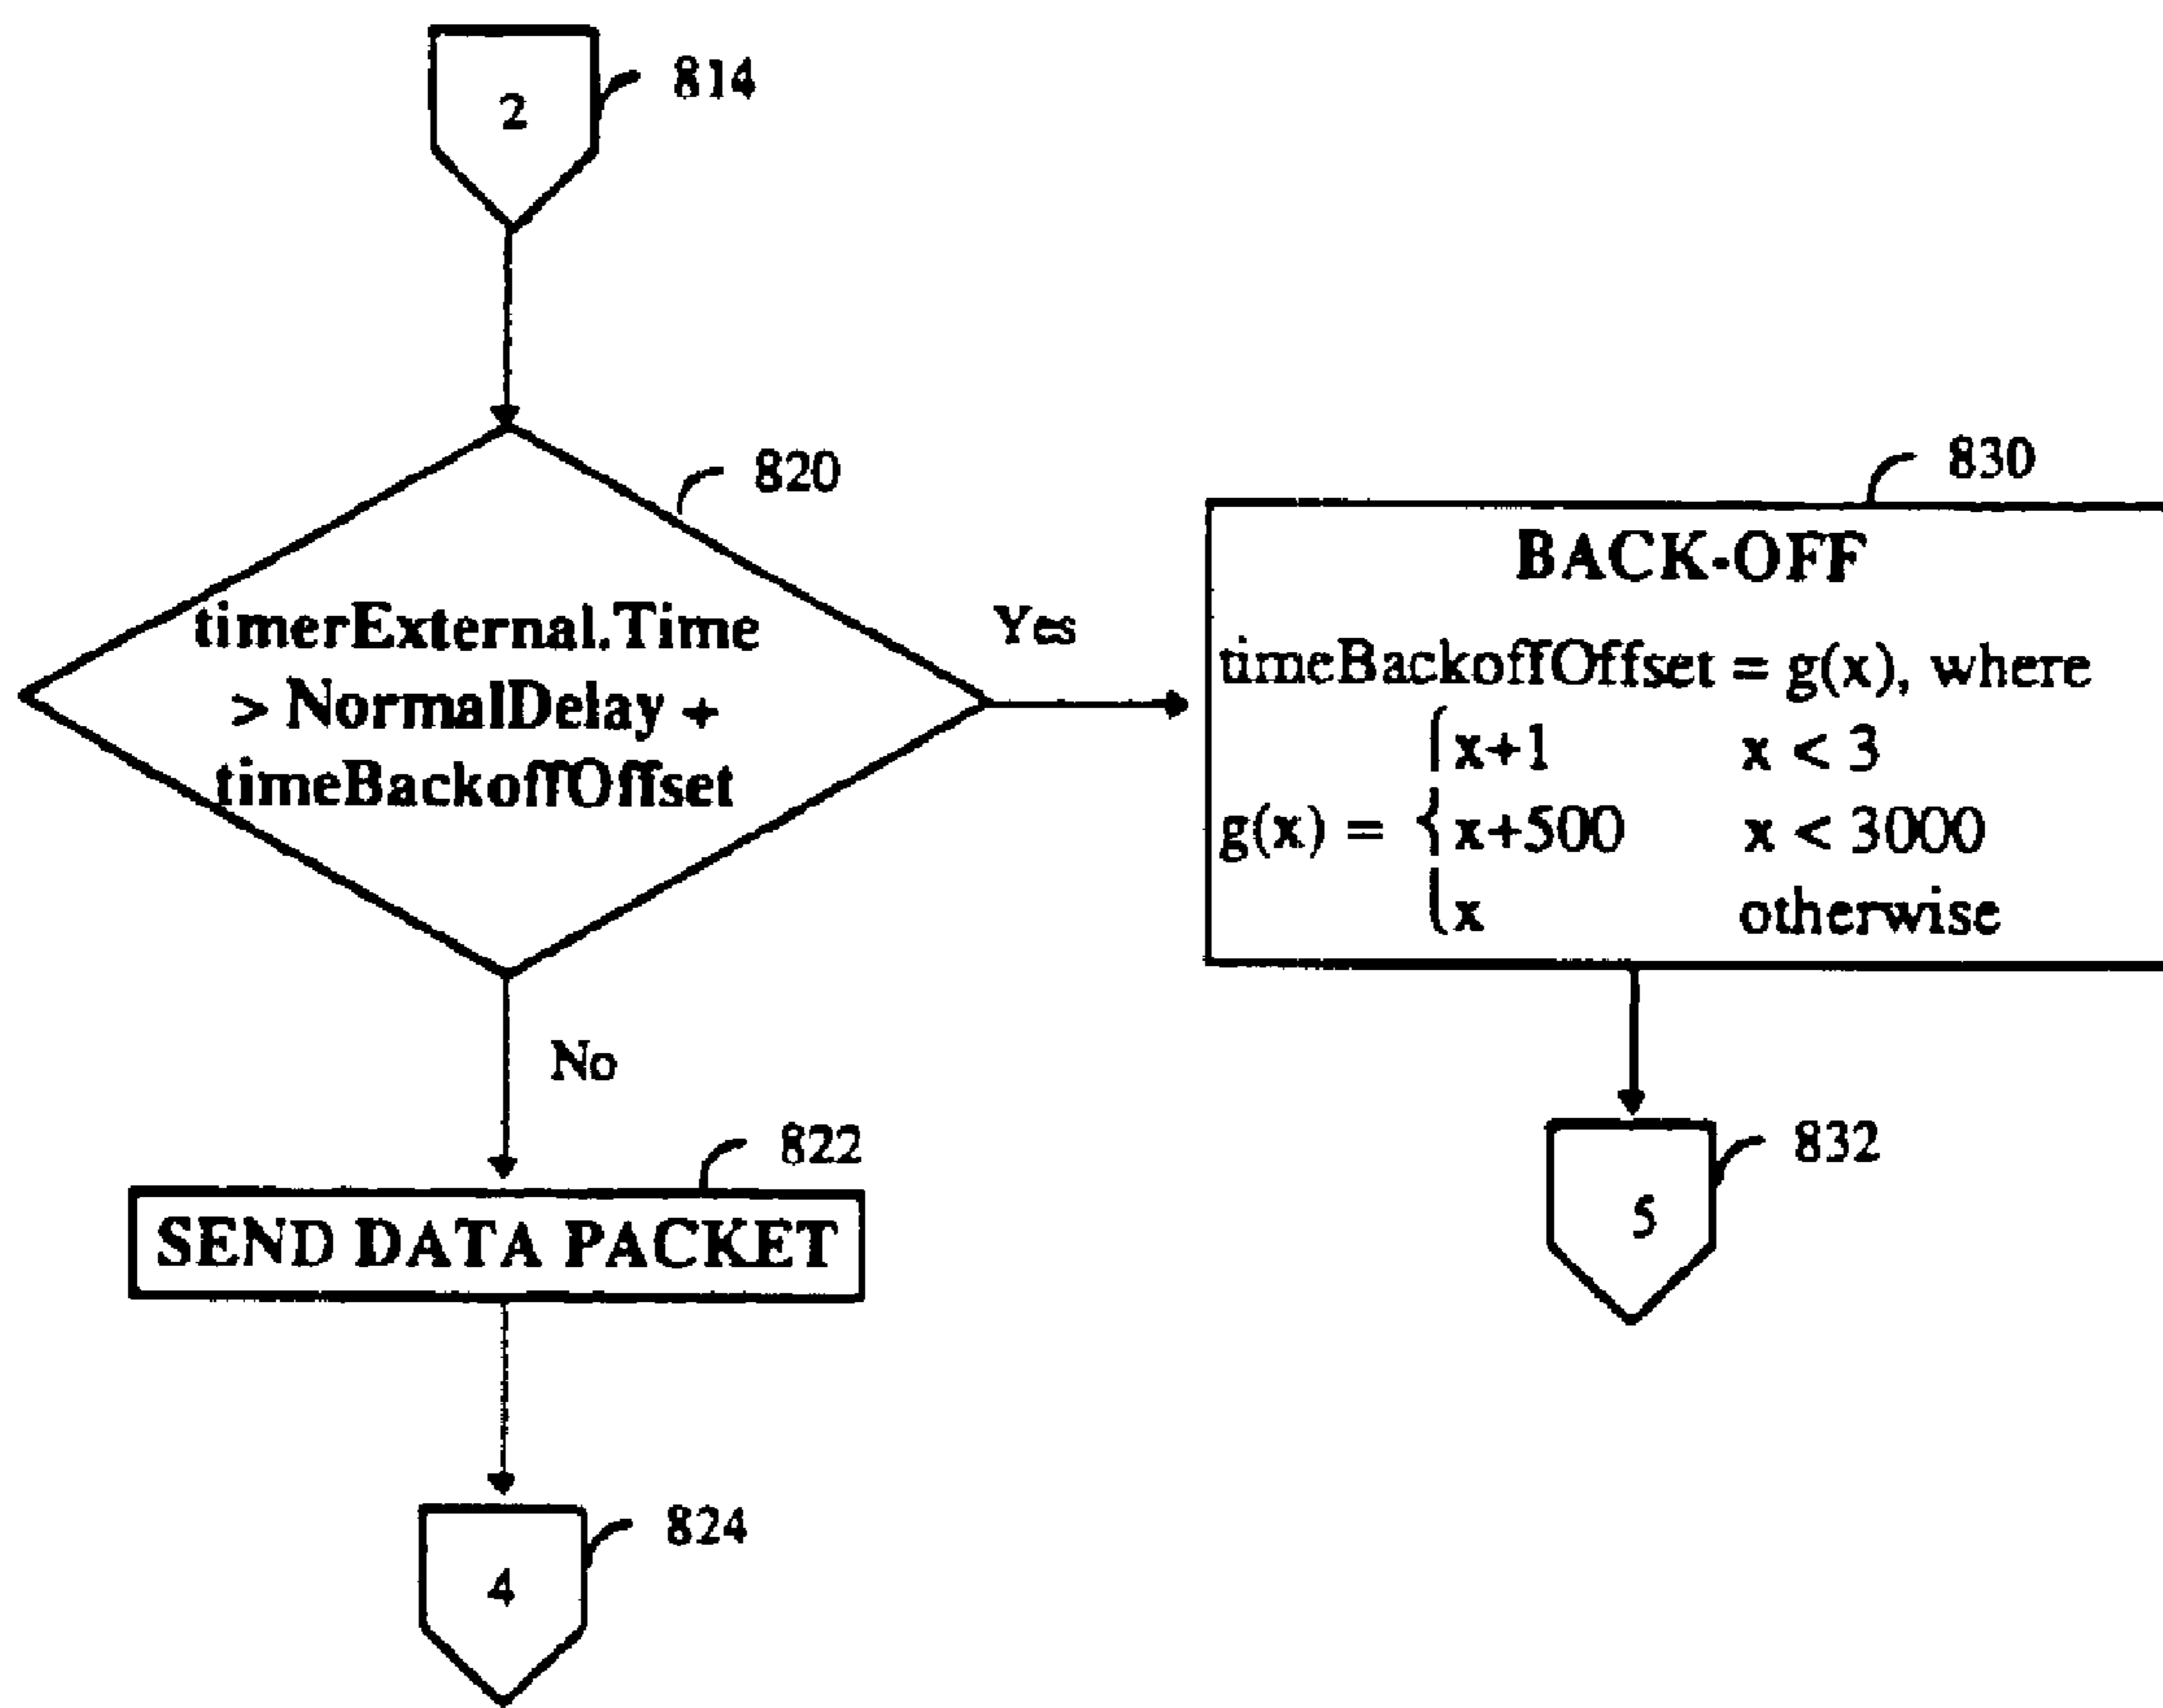 2
814
820
timerExternal.Time
> NormalDelay +
timeBackoffOffset
Yes
No
830
BACK-OFF
timeBackoffOffset = g(x), where
x+1 x < 3
g(x) = { x+500 x < 3000
x otherwise
822
SEND DATA PACKET
832
5
824
4